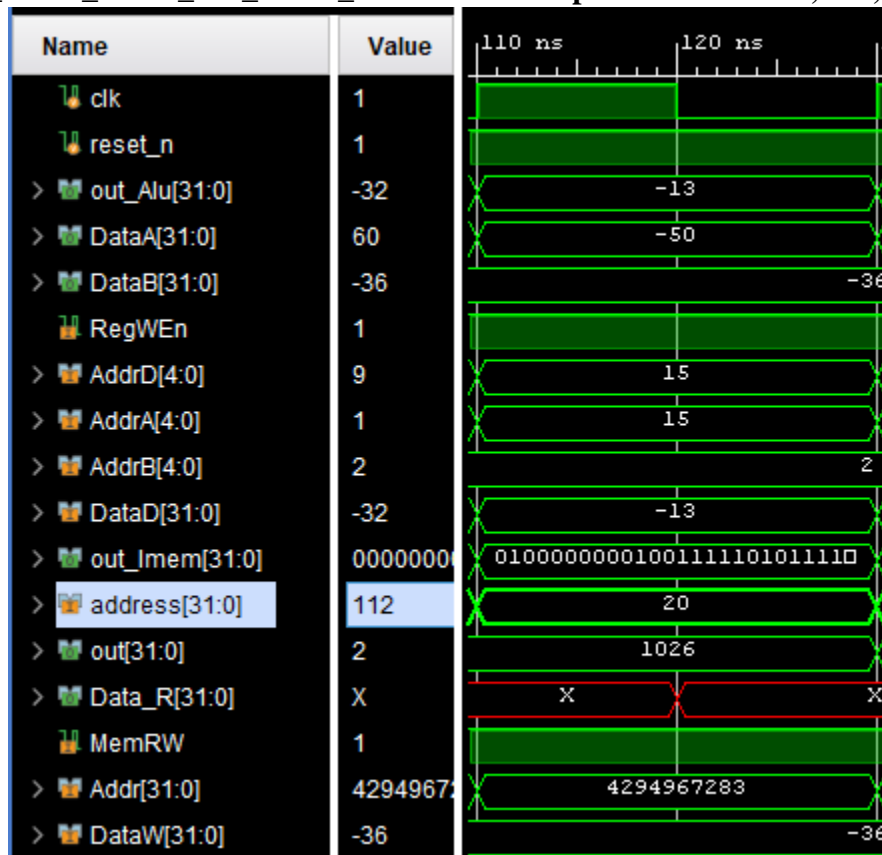 Name Value 110 ns 120 ns
clk 1
reset_n 1
out_Alu[31:0] -32 -13
DataA[31:0] 60 -50
DataB[31:0] -36 -36
RegWEn 1
AddrD[4:0] 9 15
AddrA[4:0] 1 15
AddrB[4:0] 2 2
DataD[31:0] -32 -13
out_Imem[31:0] 00000000 0100000000100111110101111□
address[31:0] 112 20
out[31:0] 2 1026
Data_R[31:0] X X X
MemRW 1
Addr[31:0] 4294967 4294967283
DataW[31:0] -36 -36